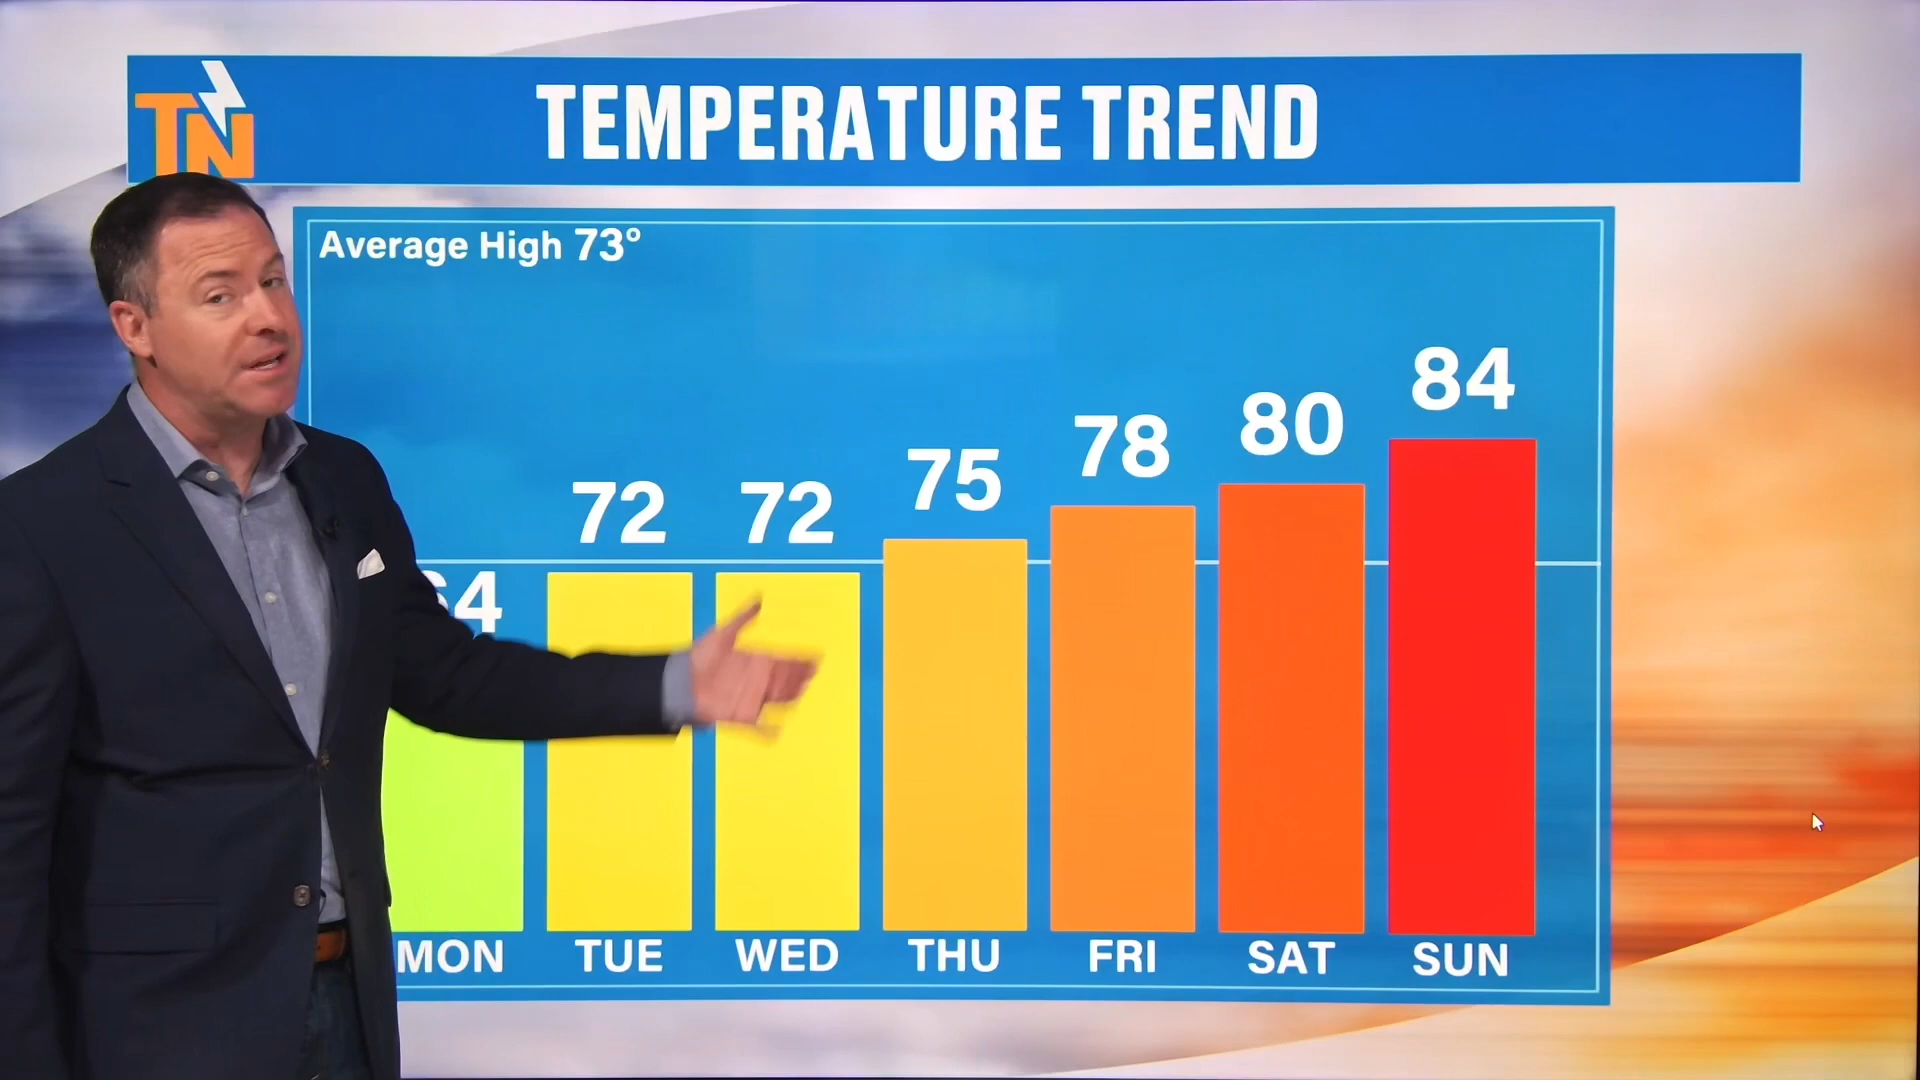 TN
TEMPERATURE TREND
Average High 73°
64 72 72 75 78 80 84
MON TUE WED THU FRI SAT SUN